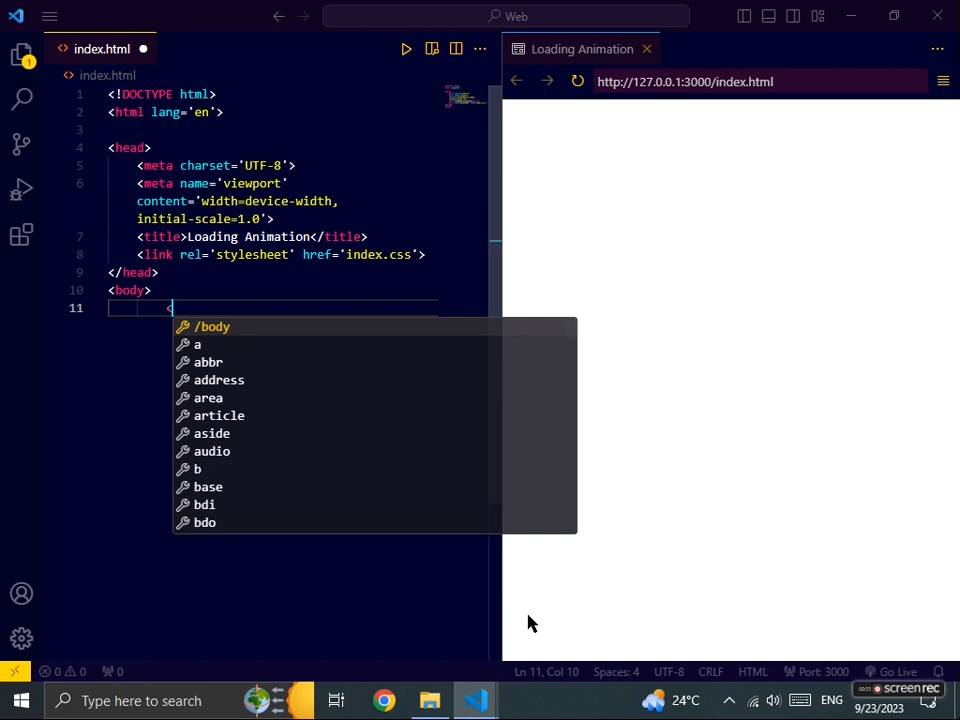 Web
index.html
Loading Animation
index.html
http://127.0.0.1:3000/index.html
1 <!DOCTYPE html>
2 <html lang='en'>
3
4 <head>
5 <meta charset='UTF-8'>
6 <meta name='viewport'
content='width=device-width,
initial-scale=1.0'>
7 <title>Loading Animation</title>
8 <link rel='stylesheet' href='index.css'>
9 </head>
10 <body>
11 <
/body
a
abbr
address
area
article
aside
audio
b
base
bdi
bdo
1
0 0 0
Ln 11, Col 10 Spaces: 4 UTF-8 CRLF HTML Port: 3000 Go Live
Type here to search
24°C
ENG
screenrec
9/23/2023